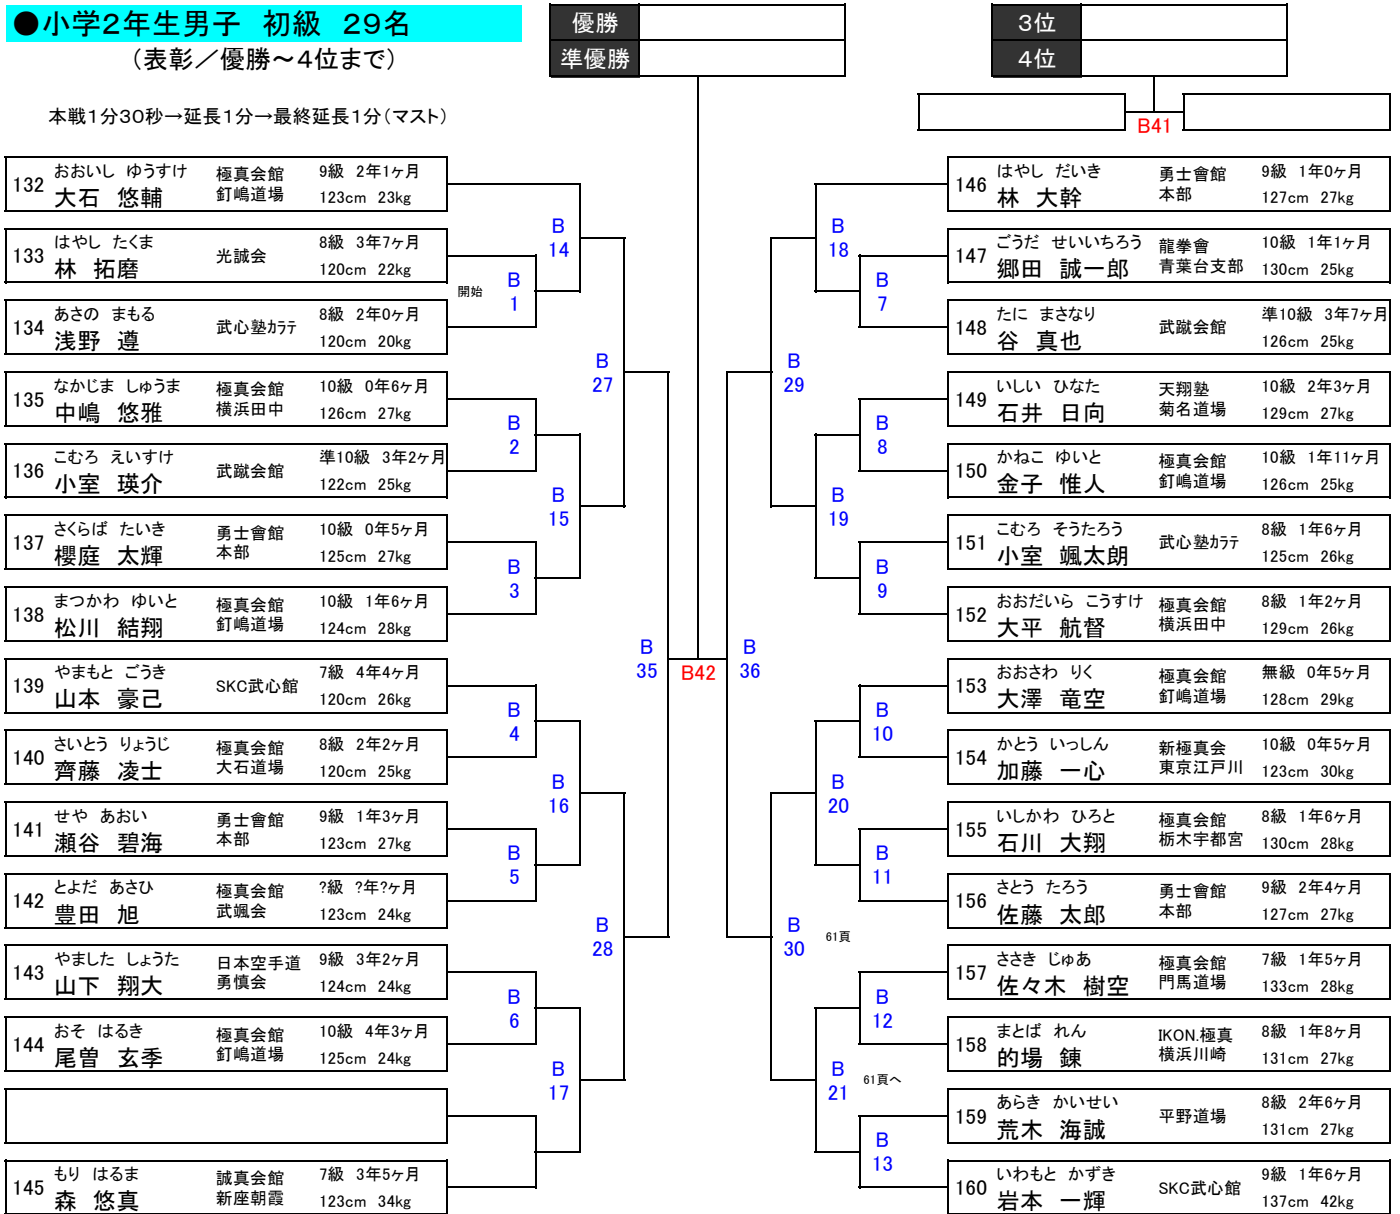 ●小学2年生男子 初級 29名
(表彰／優勝～4位まで)
本戦1分30秒→延長1分→最終延長1分(マスト)
優勝
準優勝
3位
4位
B41
132 おおいし ゆうすけ 極真会館 9級 2年1ヶ月
大石 悠輔 釘嶋道場 123cm 23kg
133 はやし たくま 光誠会 8級 3年7ヶ月
林 拓磨 120cm 22kg
134 あさの まもる 武心塾カラテ 8級 2年0ヶ月
浅野 遵 120cm 20kg
135 なかじま しゅうま 極真会館 10級 0年6ヶ月
中嶋 悠雅 横浜田中 126cm 27kg
136 こむろ えいすけ 武蹴会館 準10級 3年2ヶ月
小室 瑛介 122cm 25kg
137 さくらば たいき 勇士會館 10級 0年5ヶ月
櫻庭 太輝 本部 125cm 27kg
138 まつかわ ゆいと 極真会館 10級 1年6ヶ月
松川 結翔 釘嶋道場 124cm 28kg
139 やまもと ごうき SKC武心館 7級 4年4ヶ月
山本 豪己 120cm 26kg
140 さいとう りょうじ 極真会館 8級 2年2ヶ月
齊藤 凌士 大石道場 120cm 25kg
141 せや あおい 勇士會館 9級 1年3ヶ月
瀬谷 碧海 本部 123cm 27kg
142 とよだ あさひ 極真会館 ?級 ?年?ヶ月
豊田 旭 武颯会 123cm 24kg
143 やました しょうた 日本空手道 9級 3年2ヶ月
山下 翔大 勇慎会 124cm 24kg
144 おそ はるき 極真会館 10級 4年3ヶ月
尾曽 玄季 釘嶋道場 125cm 24kg
145 もり はるま 誠真会館 7級 3年5ヶ月
森 悠真 新座朝霞 123cm 34kg
開始
B
1
B
2
B
3
B
4
B
5
B
6
B
14
B
15
B
16
B
17
B
27
B
28
B
35
B42
B
36
B
29
B
30
61頁
B
18
B
19
B
20
B
21
61頁へ
B
7
B
8
B
9
B
10
B
11
B
12
B
13
146 はやし だいき 勇士會館 9級 1年0ヶ月
林 大幹 本部 127cm 27kg
147 ごうだ せいいちろう 龍拳會 10級 1年1ヶ月
郷田 誠一郎 青葉台支部 130cm 25kg
148 たに まさなり 武蹴会館 準10級 3年7ヶ月
谷 真也 126cm 25kg
149 いしい ひなた 天翔塾 10級 2年3ヶ月
石井 日向 菊名道場 129cm 27kg
150 かねこ ゆいと 極真会館 10級 1年11ヶ月
金子 惟人 釘嶋道場 126cm 25kg
151 こむろ そうたろう 武心塾カラテ 8級 1年6ヶ月
小室 颯太朗 125cm 26kg
152 おおだいら こうすけ 極真会館 8級 1年2ヶ月
大平 航督 横浜田中 129cm 26kg
153 おおさわ りく 極真会館 無級 0年5ヶ月
大澤 竜空 釘嶋道場 128cm 29kg
154 かとう いっしん 新極真会 10級 0年5ヶ月
加藤 一心 東京江戸川 123cm 30kg
155 いしかわ ひろと 極真会館 8級 1年6ヶ月
石川 大翔 栃木宇都宮 130cm 28kg
156 さとう たろう 勇士會館 9級 2年4ヶ月
佐藤 太郎 本部 127cm 27kg
157 ささき じゅあ 極真会館 7級 1年5ヶ月
佐々木 樹空 門馬道場 133cm 28kg
158 まとば れん IKON.極真 8級 1年8ヶ月
的場 錬 横浜川崎 131cm 27kg
159 あらき かいせい 平野道場 8級 2年6ヶ月
荒木 海誠 131cm 27kg
160 いわもと かずき SKC武心館 9級 1年6ヶ月
岩本 一輝 137cm 42kg